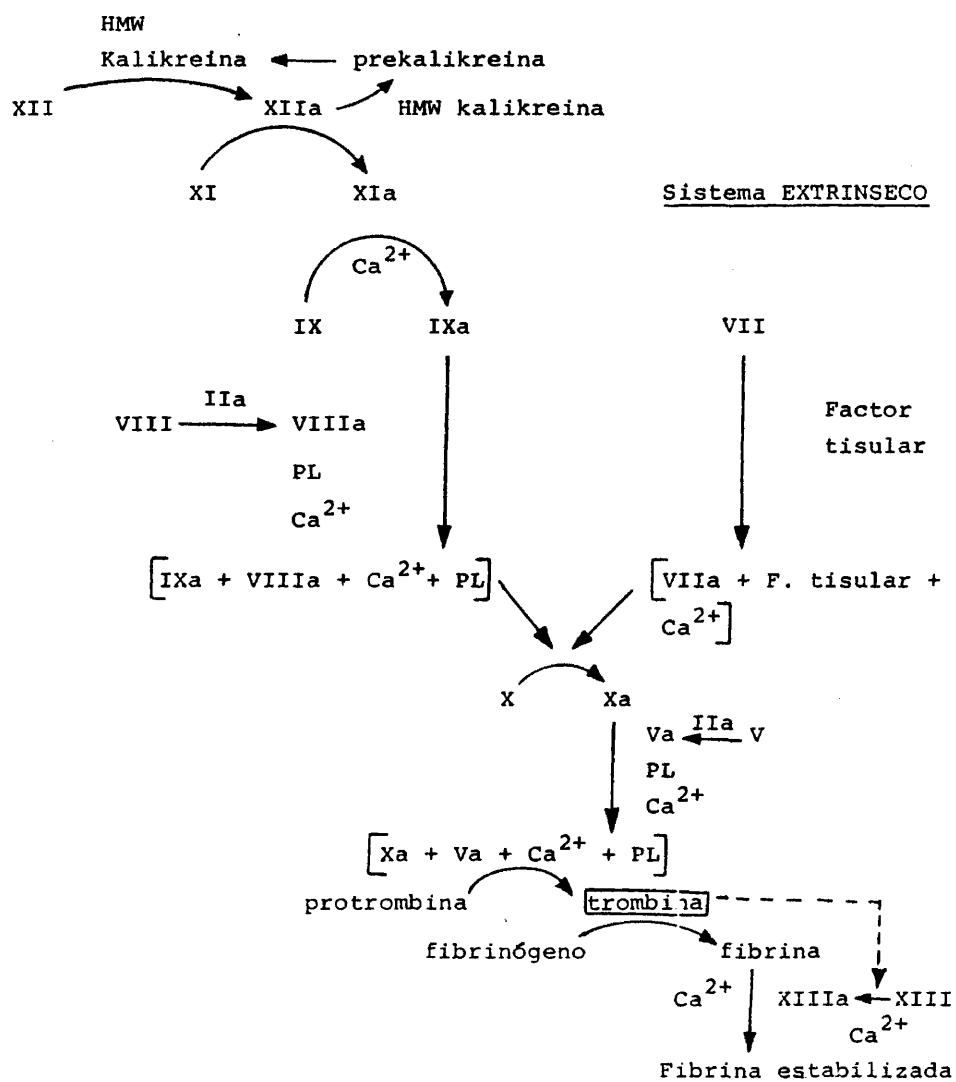 HMW
Kalikreina prekalikreina
XII XIIa HMW kalikreina
XI XIa Sistema EXTRINSECO
Ca2+
IX IXa VII
IIa
VIII VIIIa Factor
tisular
PL
Ca2+
[IXa + VIIIa + Ca2++ PL] [VIIa + F. tisular +
Ca2+]
X Xa
Va IIa V
PL
Ca2+
[Xa + Va + Ca2+ + PL]
protrombina trombina
fibrinógeno fibrina
Ca2+ XIIIa XIII
Ca2+
Fibrina estabilizada